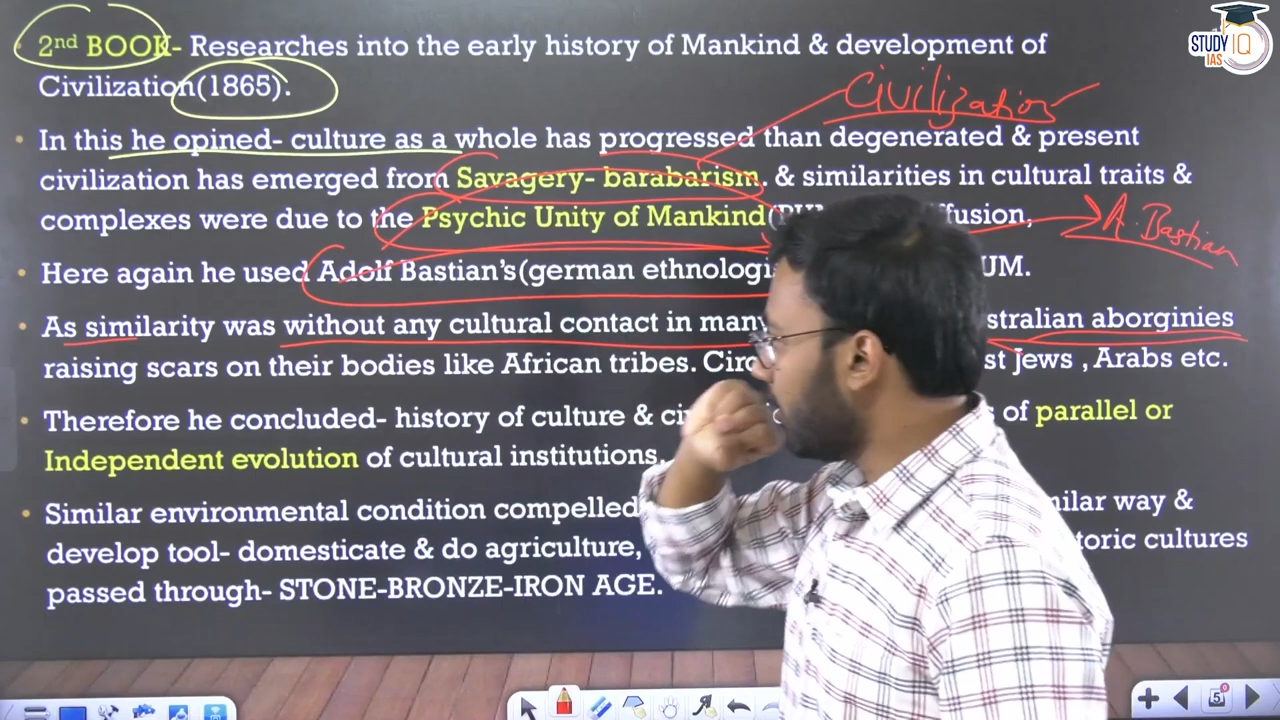 2nd BOOK- Researches into the early history of Mankind & development of
Civilization(1865).
Civilization
In this he opined- culture as a whole has progressed than degenerated & present
civilization has emerged from Savagery- barabarism. & similarities in cultural traits &
complexes were due to the Psychic Unity of Mankind(
A. Bastian
Here again he used Adolf Bastian's(german ethnologi UM.
As similarity was without any cultural contact in many stralian aborginies
raising scars on their bodies like African tribes. Circ st Jews , Arabs etc.
Therefore he concluded- history of culture & ci of parallel or
Independent evolution of cultural institutions.
Similar environmental condition compelled milar way &
develop tool- domesticate & do agriculture, toric cultures
passed through- STONE-BRONZE-IRON AGE.
STUDY IQ
IAS
5